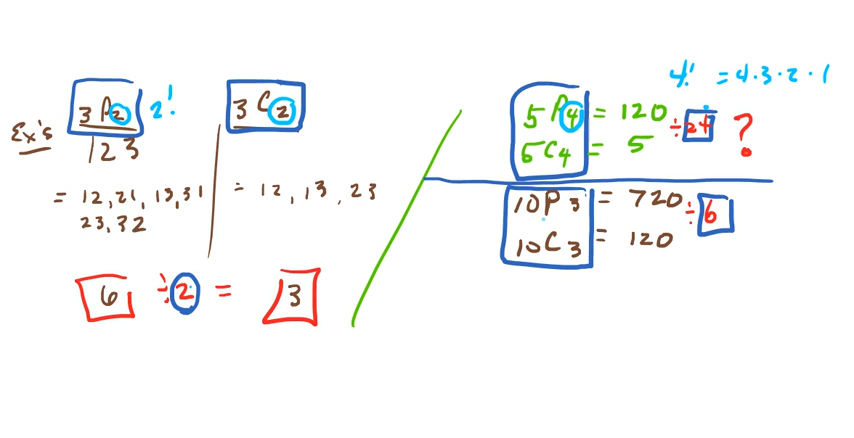 Ex's
3P2 2!
123
= 12, 21, 13, 31
23, 32
3C2
= 12, 13, 23
6 ÷2 = 3
4! = 4·3·2·1
5P4 = 120
÷24 ?
5C4 = 5
10P3 = 720
÷6
10C3 = 120